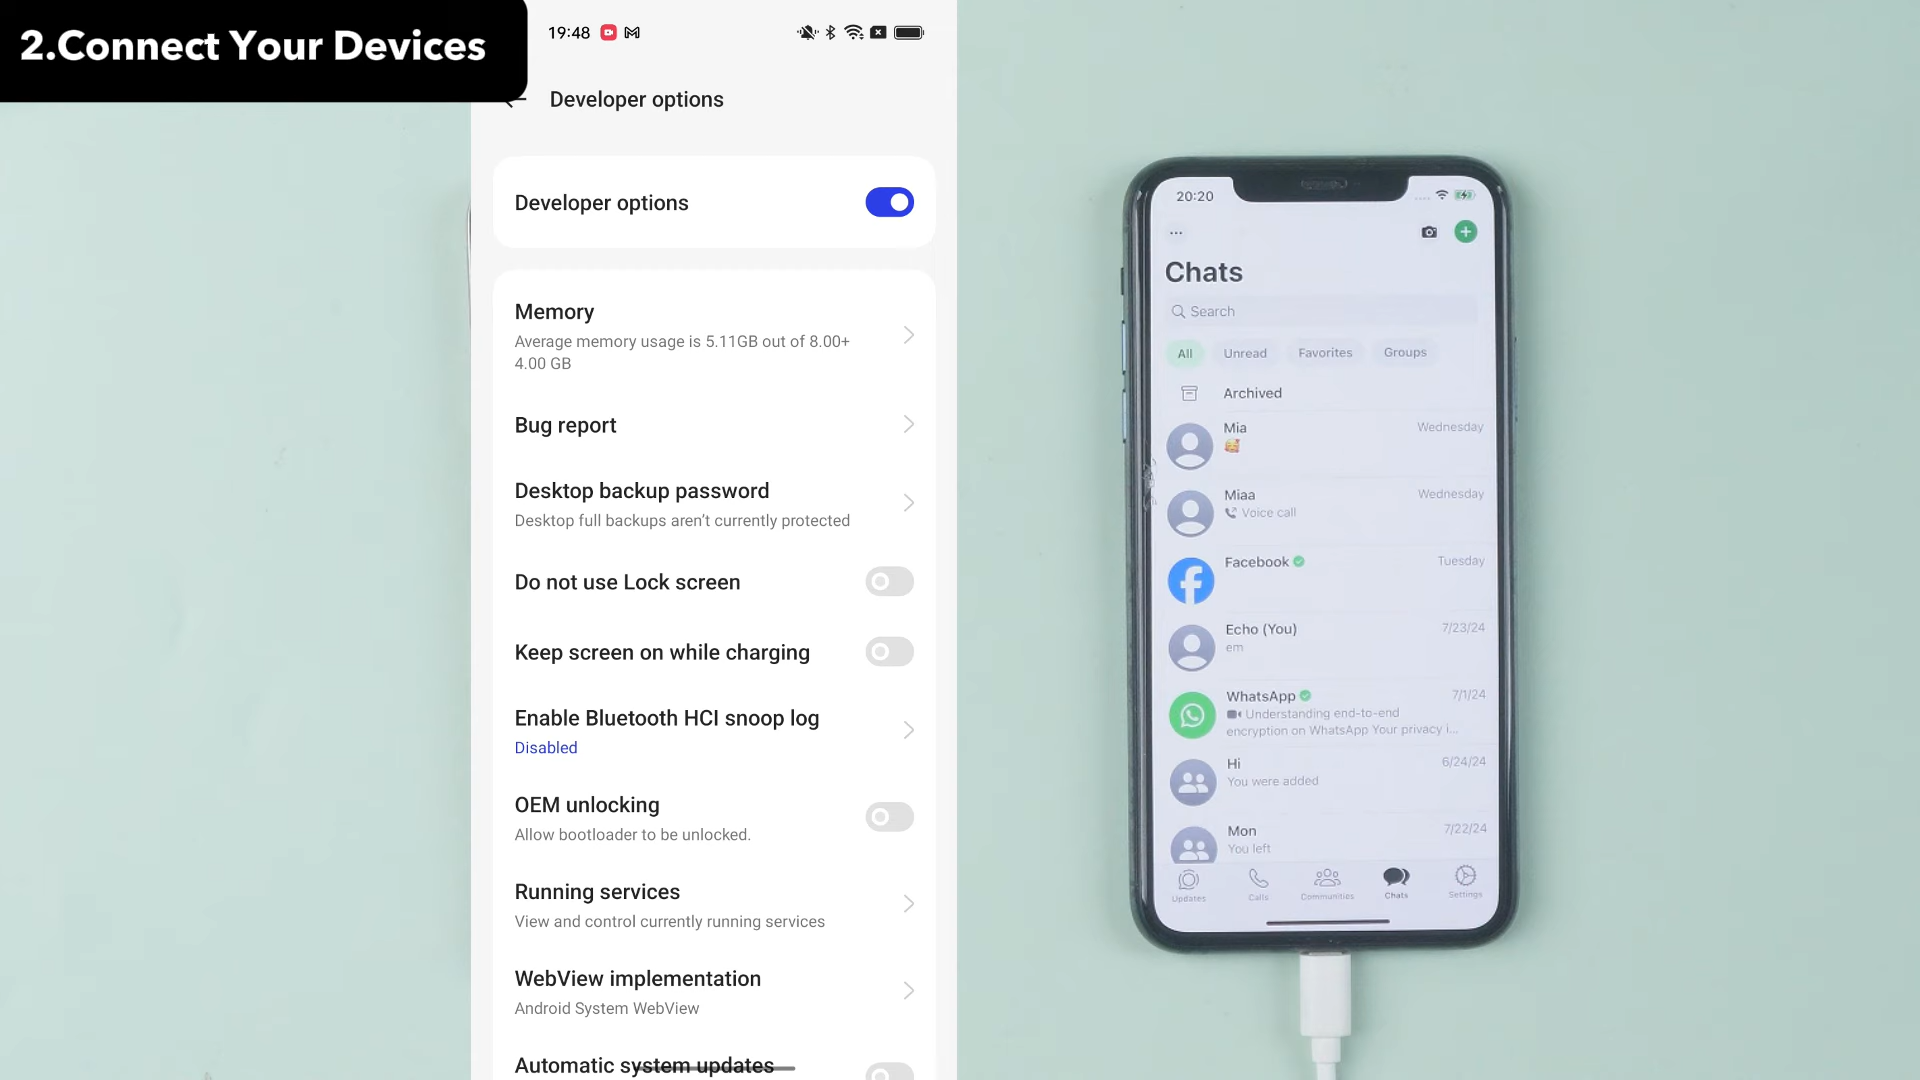 2.Connect Your Devices
19:48
Developer options
Developer options
Memory
Average memory usage is 5.11GB out of 8.00+
4.00 GB
Bug report
Desktop backup password
Desktop full backups aren’t currently protected
Do not use Lock screen
Keep screen on while charging
Enable Bluetooth HCI snoop log
Disabled
OEM unlocking
Allow bootloader to be unlocked.
Running services
View and control currently running services
WebView implementation
Android System WebView
Automatic system updates
20:20
Chats
Search
All Unread Favorites Groups
Archived
Mia Wednesday
Miaa Wednesday
Voice call
Facebook Tuesday
Echo (You) 7/23/24
em
WhatsApp 7/1/24
Understanding end-to-end
encryption on WhatsApp Your privacy i...
Hi 6/24/24
You were added
Mon 7/22/24
You left
Updates Calls Communities Chats Settings